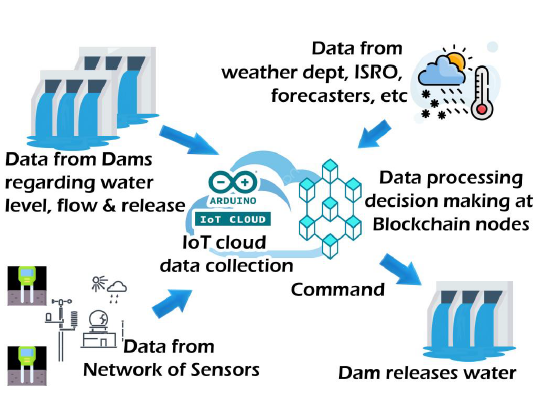 Data from
weather dept, ISRO,
forecasters, etc
Data from Dams
regarding water
level, flow & release
ARDUINO
IoT CLOUD
IoT cloud
data collection
Data processing
decision making at
Blockchain nodes
Command
Data from
Network of Sensors
Dam releases water